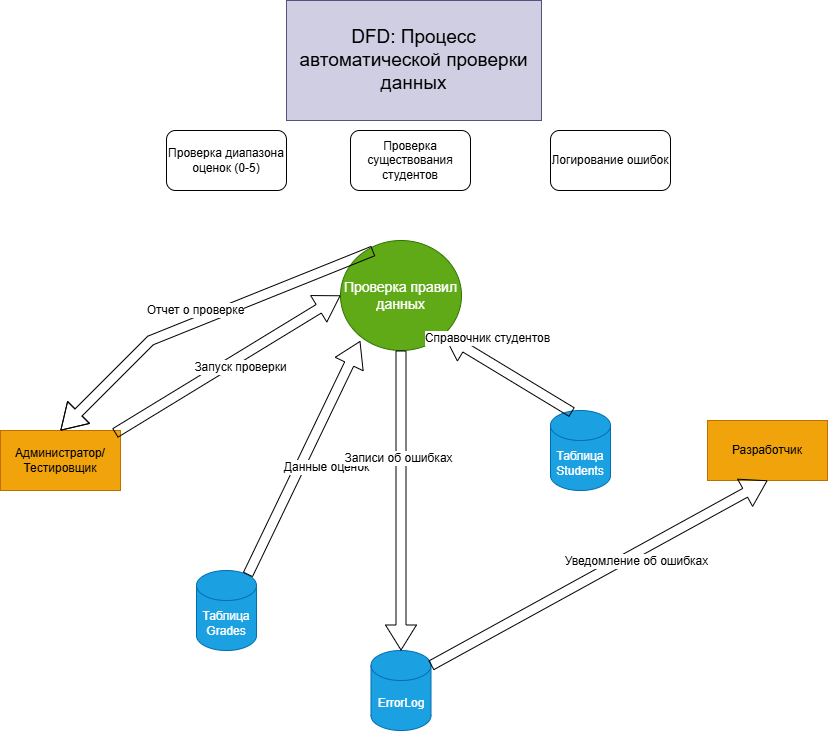 DFD: Процесс
автоматической проверки
данных
Проверка диапазона
оценок (0-5)
Проверка
существования
студентов
Логирование ошибок
Проверка правил
данных
Отчет о проверке
Справочник студентов
Запуск проверки
Администратор/
Тестировщик
Данные оценок
Записи об ошибках
Таблица
Students
Разработчик
Уведомление об ошибках
Таблица
Grades
ErrorLog